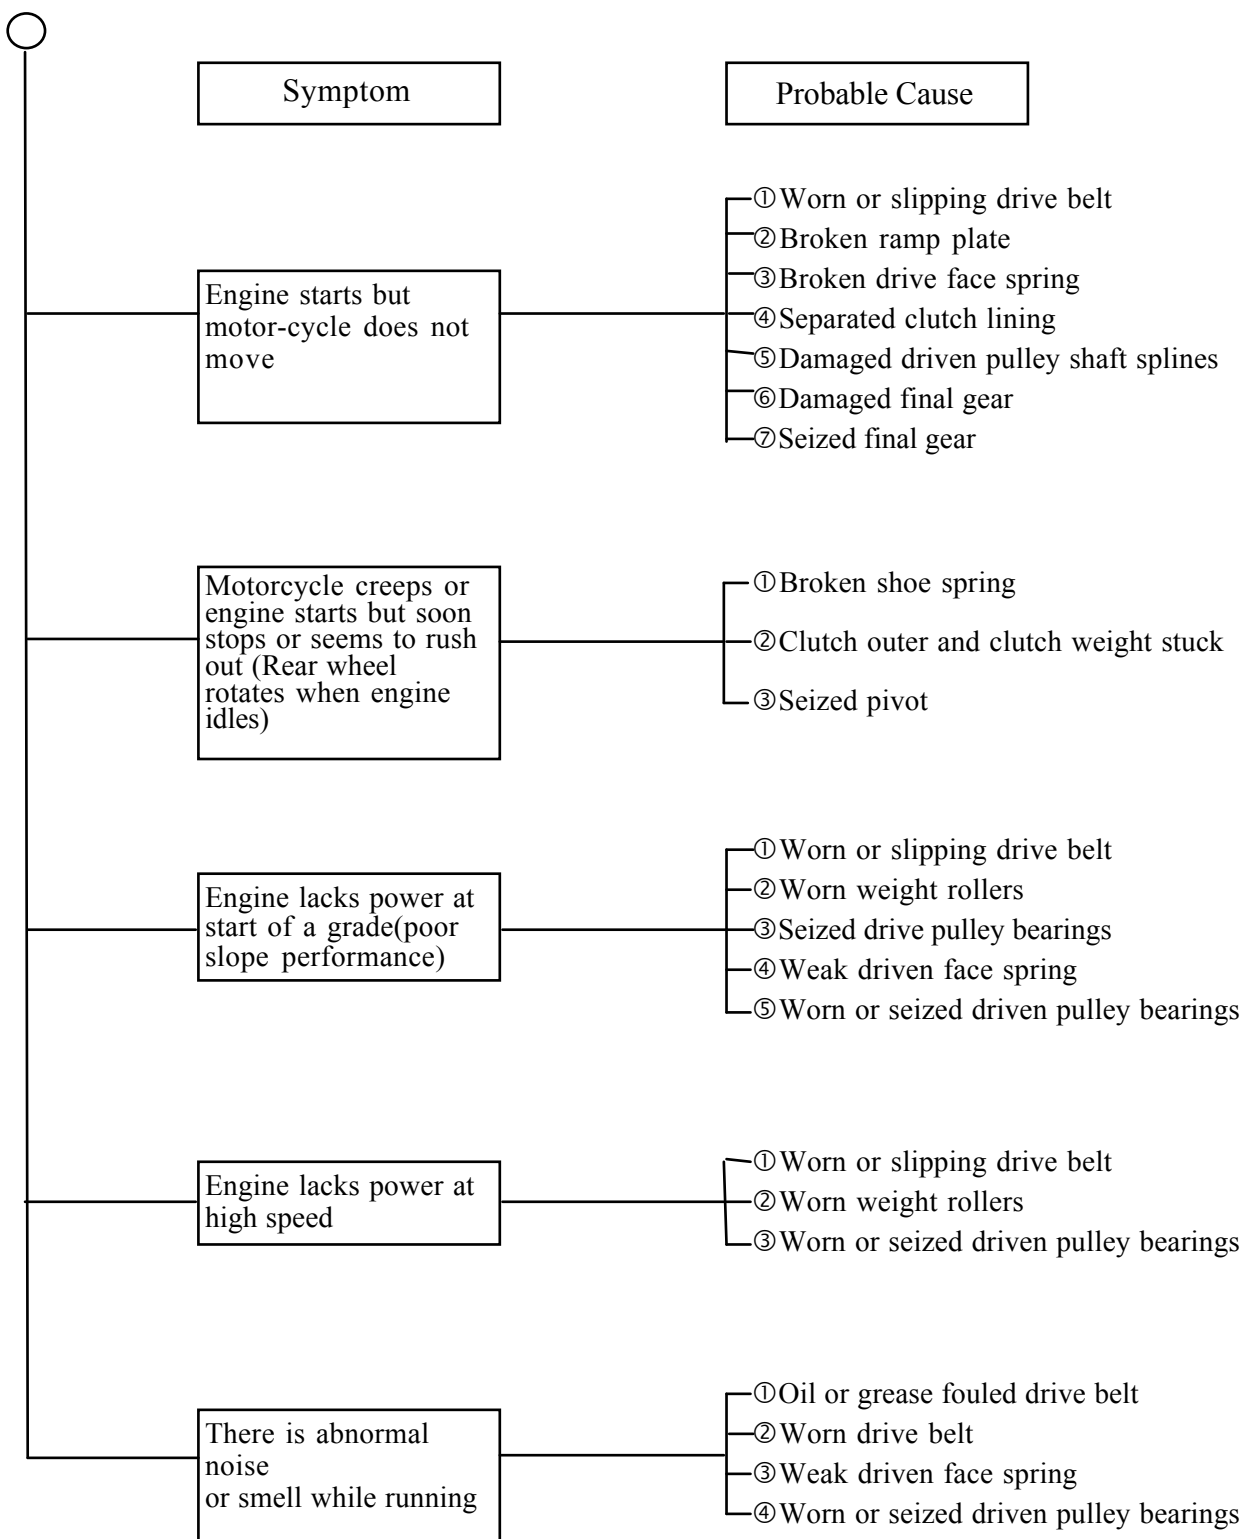 Symptom
Probable Cause
Engine starts but
motor-cycle does not
move
①Worn or slipping drive belt
②Broken ramp plate
③Broken drive face spring
④Separated clutch lining
⑤Damaged driven pulley shaft splines
⑥Damaged final gear
⑦Seized final gear
Motorcycle creeps or
engine starts but soon
stops or seems to rush
out (Rear wheel
rotates when engine
idles)
①Broken shoe spring
②Clutch outer and clutch weight stuck
③Seized pivot
Engine lacks power at
start of a grade(poor
slope performance)
①Worn or slipping drive belt
②Worn weight rollers
③Seized drive pulley bearings
④Weak driven face spring
⑤Worn or seized driven pulley bearings
Engine lacks power at
high speed
①Worn or slipping drive belt
②Worn weight rollers
③Worn or seized driven pulley bearings
There is abnormal
noise
or smell while running
①Oil or grease fouled drive belt
②Worn drive belt
③Weak driven face spring
④Worn or seized driven pulley bearings